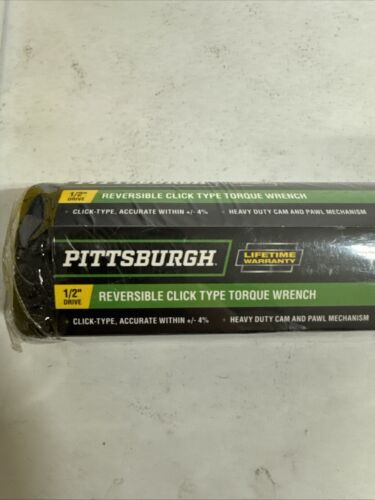 PITTSBURGH
1/2" DRIVE REVERSIBLE CLICK TYPE TORQUE WRENCH
• CLICK-TYPE, ACCURATE WITHIN +/- 4% • HEAVY DUTY CAM AND PAWL MECHANISM
PITTSBURGH LIFETIME WARRANTY
1/2" DRIVE REVERSIBLE CLICK TYPE TORQUE WRENCH
• CLICK-TYPE, ACCURATE WITHIN +/- 4% • HEAVY DUTY CAM AND PAWL MECHANISM